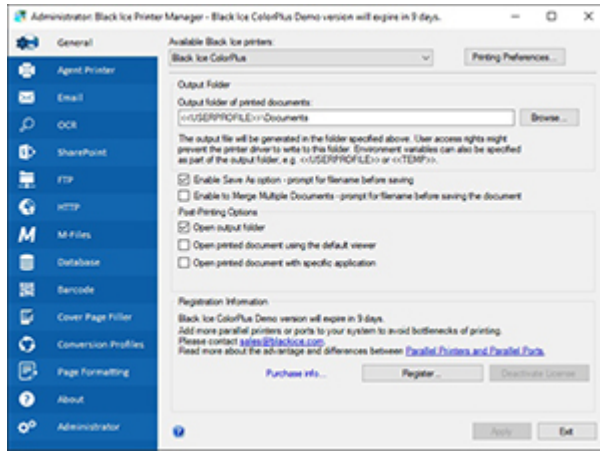 Administrator: Black Ice Printer Manager - Black Ice ColorPlus Demo version will expire in 9 days.
General
Agent Printer
Email
OCR
SharePoint
FTP
HTTP
M-Files
Database
Barcode
Cover Page Filler
Conversion Profiles
Page Formatting
About
Administrator
Available Black Ice printers:
Black Ice ColorPlus
Printing Preferences...
Output Folder
Output folder of printed documents:
<<USERPROFILE>>\Documents
Browse...
The output file will be generated in the folder specified above. User access rights might
prevent the printer driver to write to this folder. Environment variables can also be specified
as part of the output folder, e.g. <<USERPROFILE>> or <<TEMP>>.
Enable Save As option - prompt for filename before saving
Enable to Merge Multiple Documents - prompt for filename before saving the document
Post-Printing Options
Open output folder
Open printed document using the default viewer
Open printed document with specific application
Registration Information
Black Ice ColorPlus Demo version will expire in 9 days.
Add more parallel printers or ports to your system to avoid bottlenecks of printing.
Please contact sales@blackice.com.
Read more about the advantage and differences between Parallel Printers and Parallel Ports.
Purchase info...
Register...
Deactivate License
Apply
Exit